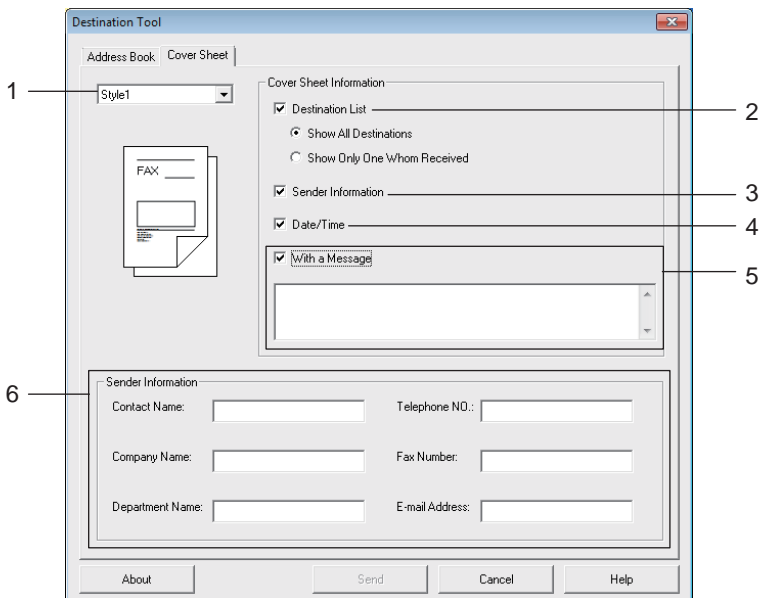 Destination Tool
Address Book Cover Sheet
1
Style1
FAX
Cover Sheet Information
Destination List
2
Show All Destinations
Show Only One Whom Received
Sender Information
3
Date/Time
4
With a Message
5
6
Sender Information
Contact Name:
Telephone NO.:
Company Name:
Fax Number:
Department Name:
E-mail Address:
About
Send
Cancel
Help